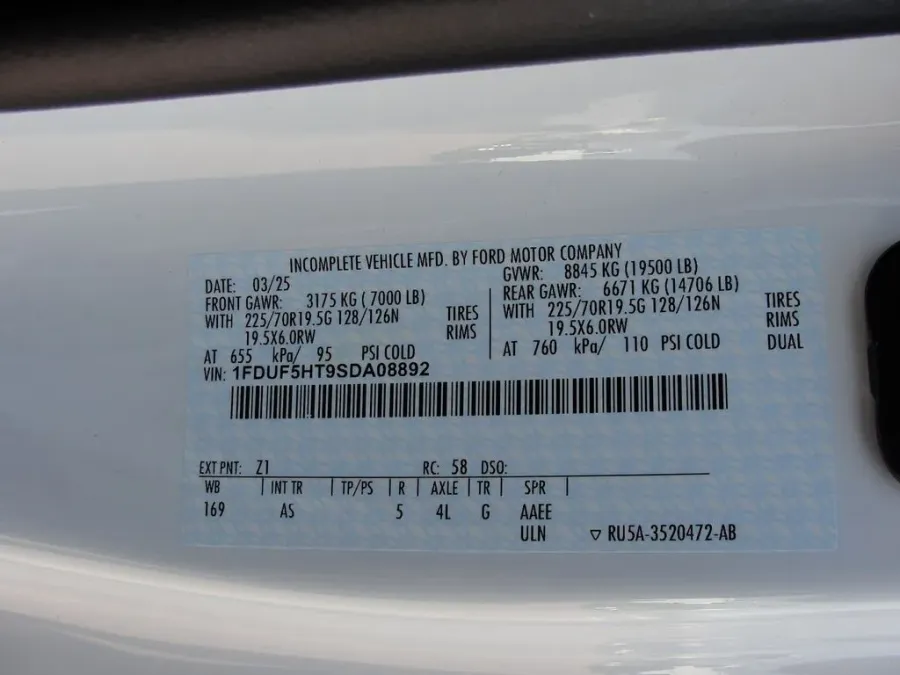 INCOMPLETE VEHICLE MFD. BY FORD MOTOR COMPANY
DATE: 03/25 GVWR: 8845 KG (19500 LB)
FRONT GAWR: 3175 KG (7000 LB) REAR GAWR: 6671 KG (14706 LB)
WITH 225/70R19.5G 128/126N TIRES WITH 225/70R19.5G 128/126N TIRES
19.5X6.0RW RIMS 19.5X6.0RW RIMS
AT 655 kPa/ 95 PSI COLD AT 760 kPa/ 110 PSI COLD DUAL
VIN: 1FDUF5HT9SDA08892
EXT PNT: Z1 RC: 58 DSO:
WB INT TR TP/PS R AXLE TR SPR
169 AS 5 4L G AAEE
ULN ▽ RU5A-3520472-AB